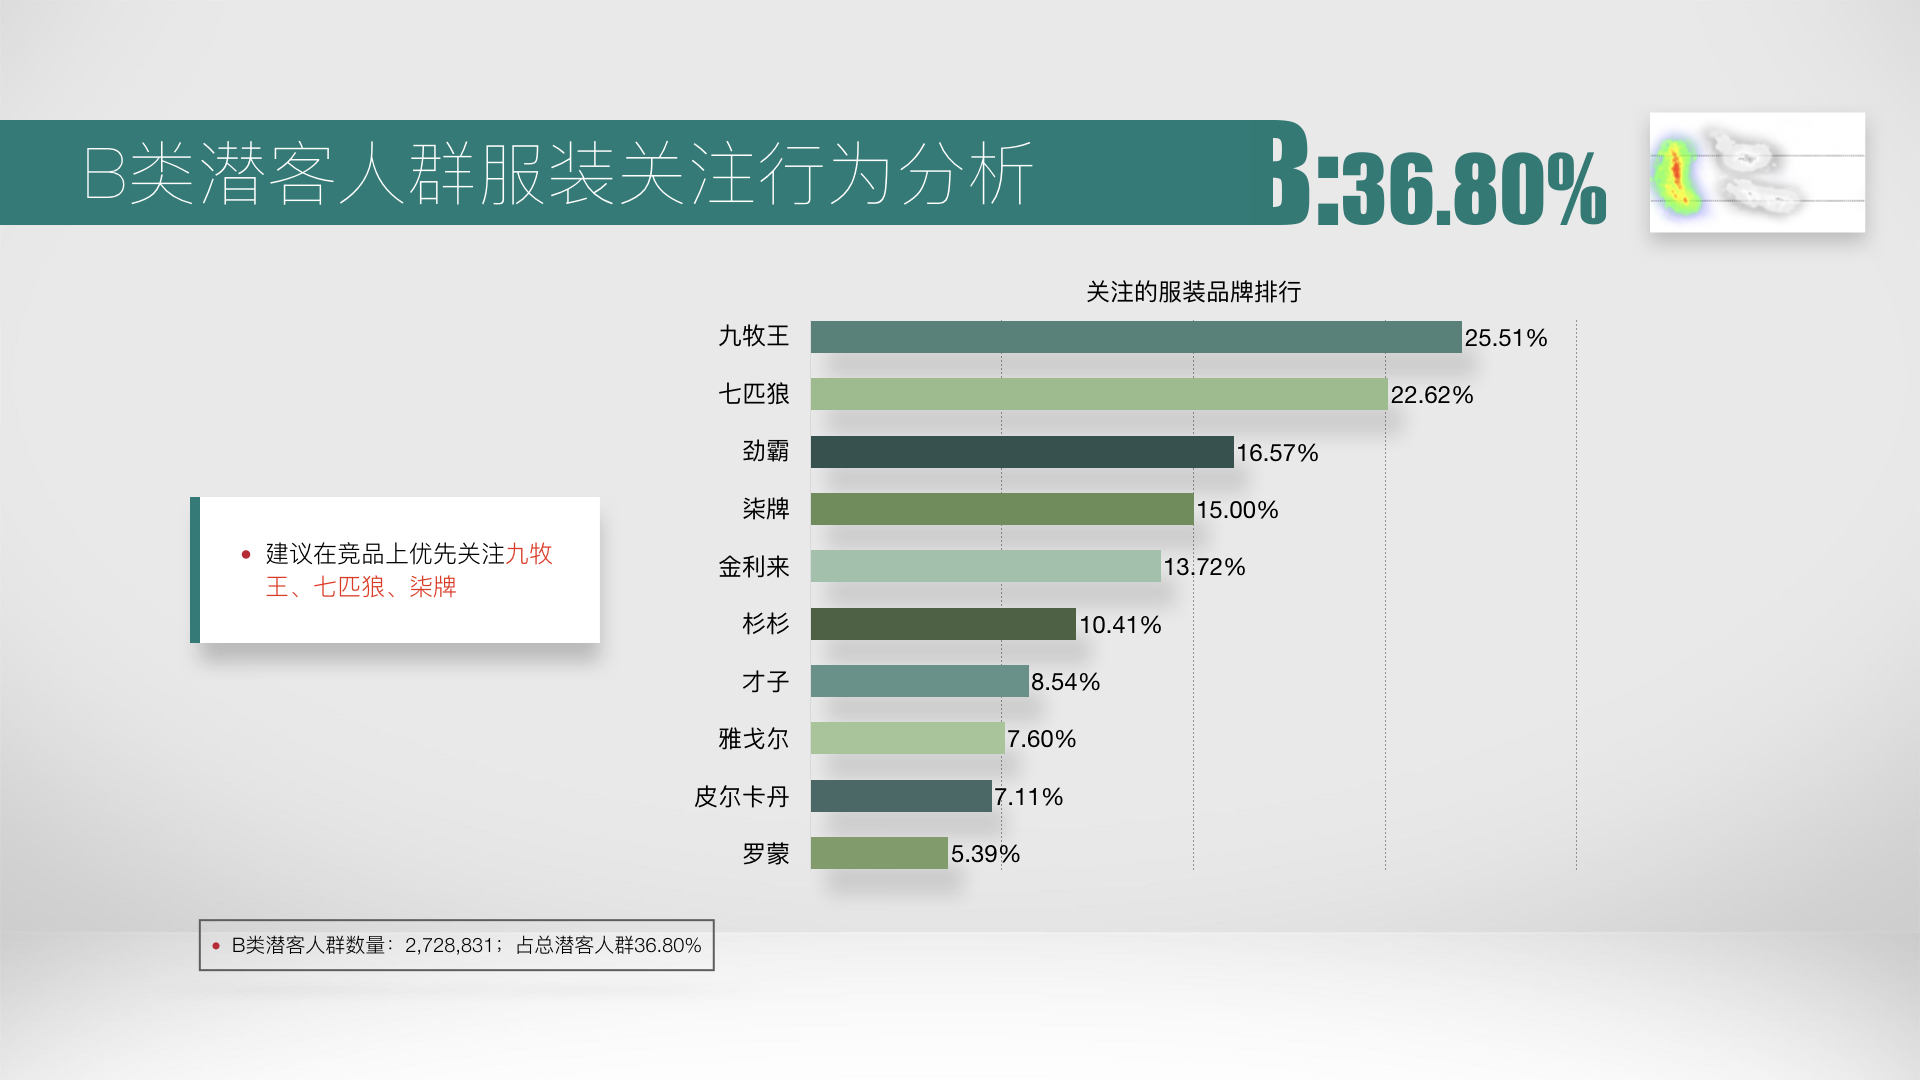 B类潜客人群服装关注行为分析
B:36.80%
关注的服装品牌排行
九牧王 25.51%
七匹狼 22.62%
劲霸 16.57%
柒牌 15.00%
金利来 13.72%
杉杉 10.41%
才子 8.54%
雅戈尔 7.60%
皮尔卡丹 7.11%
罗蒙 5.39%
• 建议在竞品上优先关注九牧
王、七匹狼、柒牌
• B类潜客人群数量：2,728,831；占总潜客人群36.80%